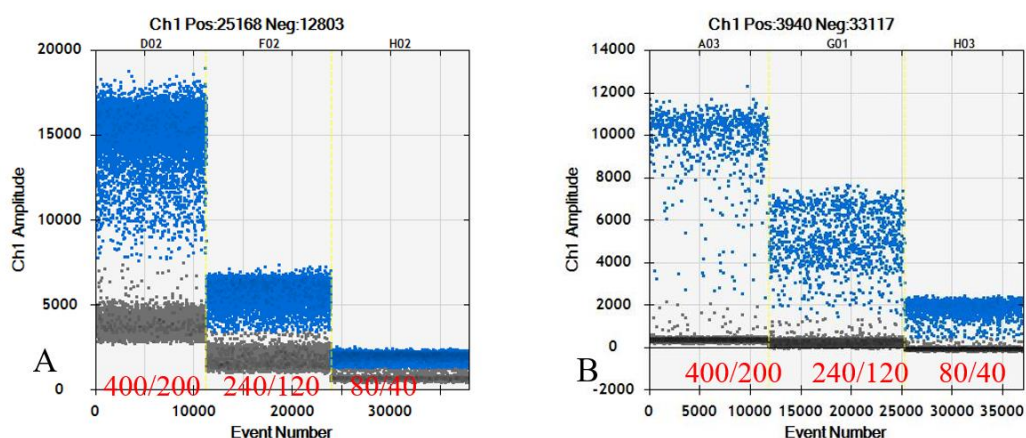 Ch1 Pos:25168 Neg:12803
D02 F02 H02
20000
15000
10000
5000
0
Ch1 Amplitude
A
400/200 240/120 80/40
0 10000 20000 30000
Event Number
Ch1 Pos:3940 Neg:33117
A03 G01 H03
14000
12000
10000
8000
6000
4000
2000
0
-2000
Ch1 Amplitude
B
400/200 240/120 80/40
0 5000 10000 15000 20000 25000 30000 35000
Event Number